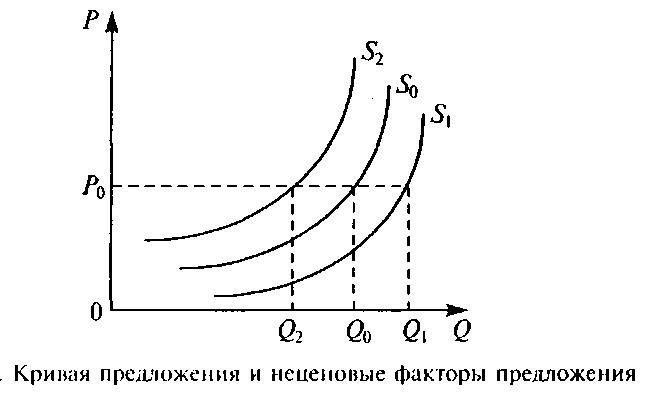 P
S₂
S₀
S₁
P₀
0
Q₂ Q₀ Q₁ Q
. Кривая предложения и неценовые факторы предложения